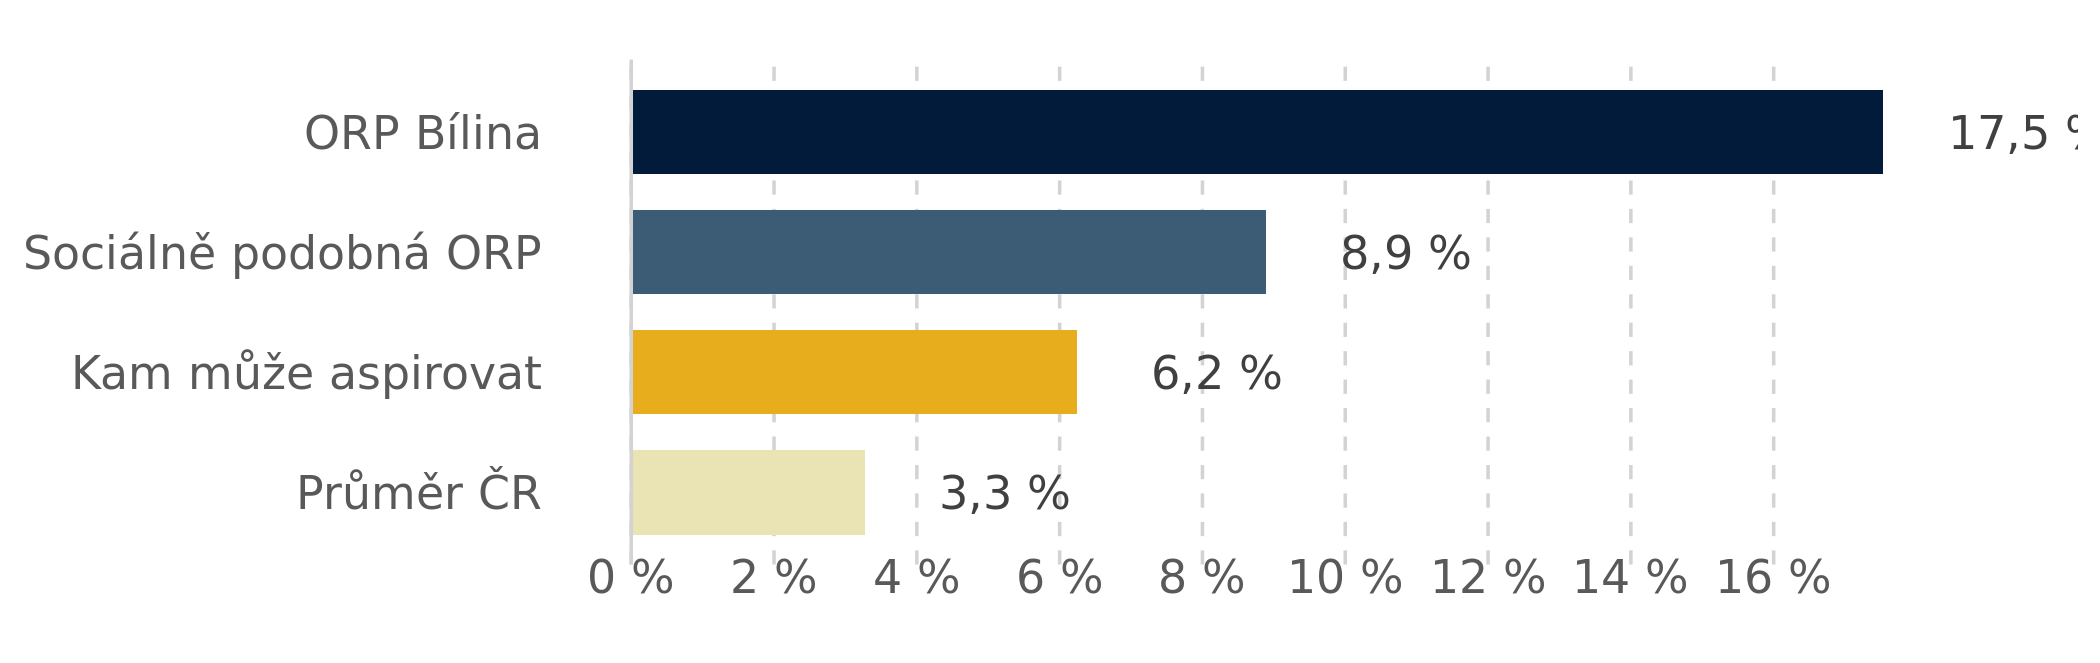 ORP Bílina 17,5 %
Sociálně podobná ORP 8,9 %
Kam může aspirovat 6,2 %
Průměr ČR 3,3 %
0 % 2 % 4 % 6 % 8 % 10 % 12 % 14 % 16 %